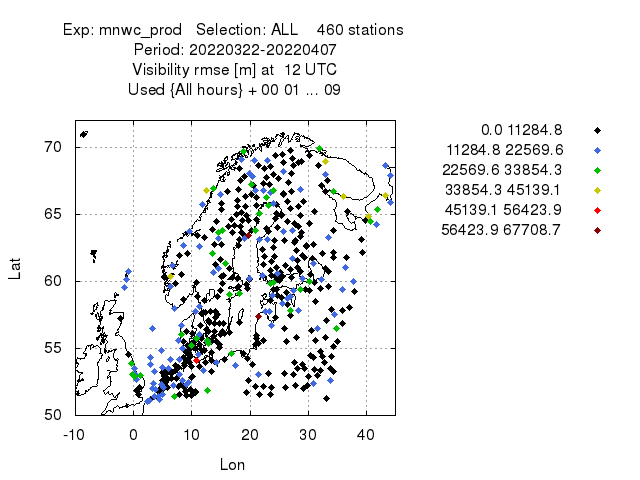 Exp: mnwc_prod Selection: ALL 460 stations
Period: 20220322-20220407
Visibility rmse [m] at 12 UTC
Used {All hours} + 00 01 ... 09
0.0 11284.8
11284.8 22569.6
22569.6 33854.3
33854.3 45139.1
45139.1 56423.9
56423.9 67708.7
70
65
60
55
50
Lat
-10 0 10 20 30 40
Lon